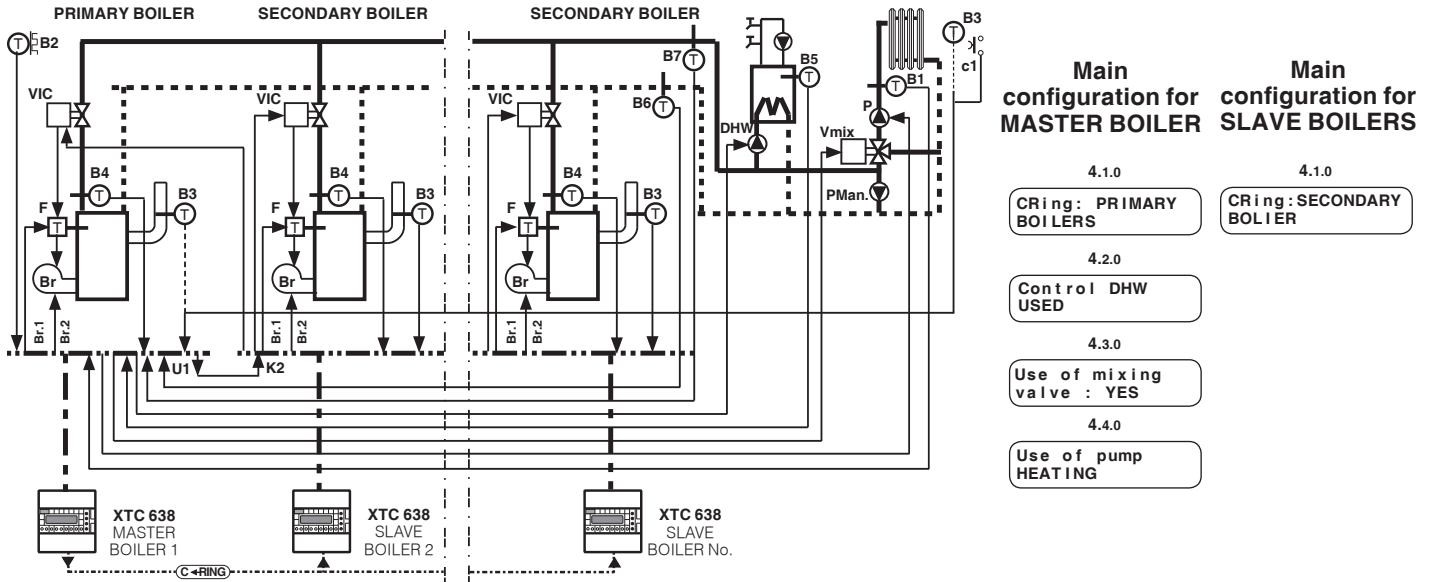 PRIMARY BOILER
SECONDARY BOILER
SECONDARY BOILER
T
B2
B7
T
B6
T
B5
T
B3
T
c1
B1
T
P
VIC
VIC
VIC
DHW
Vmix
PMan.
B4
T
B3
T
F
T
Br
Br.1
Br.2
B4
T
B3
T
F
T
Br
Br.1
Br.2
B4
T
B3
T
F
T
Br
Br.1
Br.2
U1
K2
XTC 638
MASTER
BOILER 1
XTC 638
SLAVE
BOILER 2
XTC 638
SLAVE
BOILER No.
C RING
Main
configuration for
MASTER BOILER
4.1.0
CRing: PRIMARY
BOILERS
4.2.0
Control DHW
USED
4.3.0
Use of mixing
valve : YES
4.4.0
Use of pump
HEATING
Main
configuration for
SLAVE BOILERS
4.1.0
CRing:SECONDARY
BOLIER